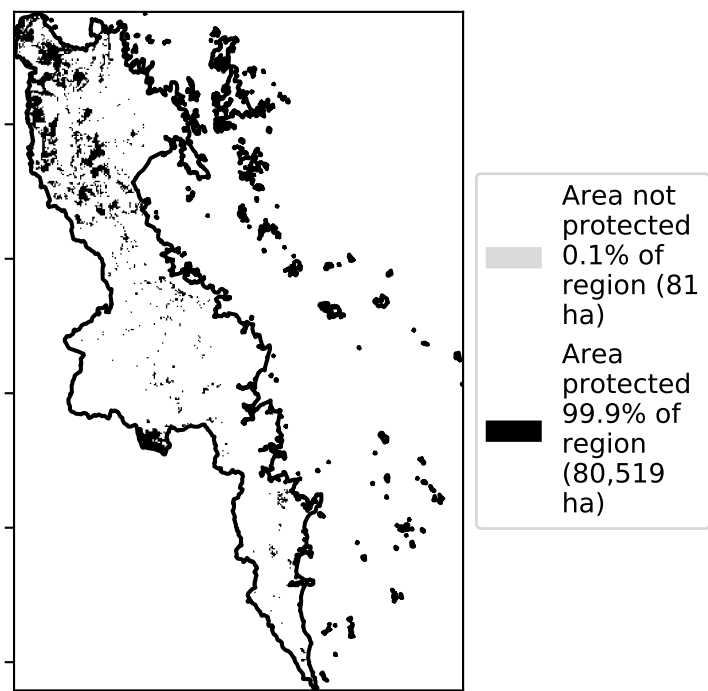 Area not
protected
0.1% of
region (81
ha)
Area
protected
99.9% of
region
(80,519
ha)